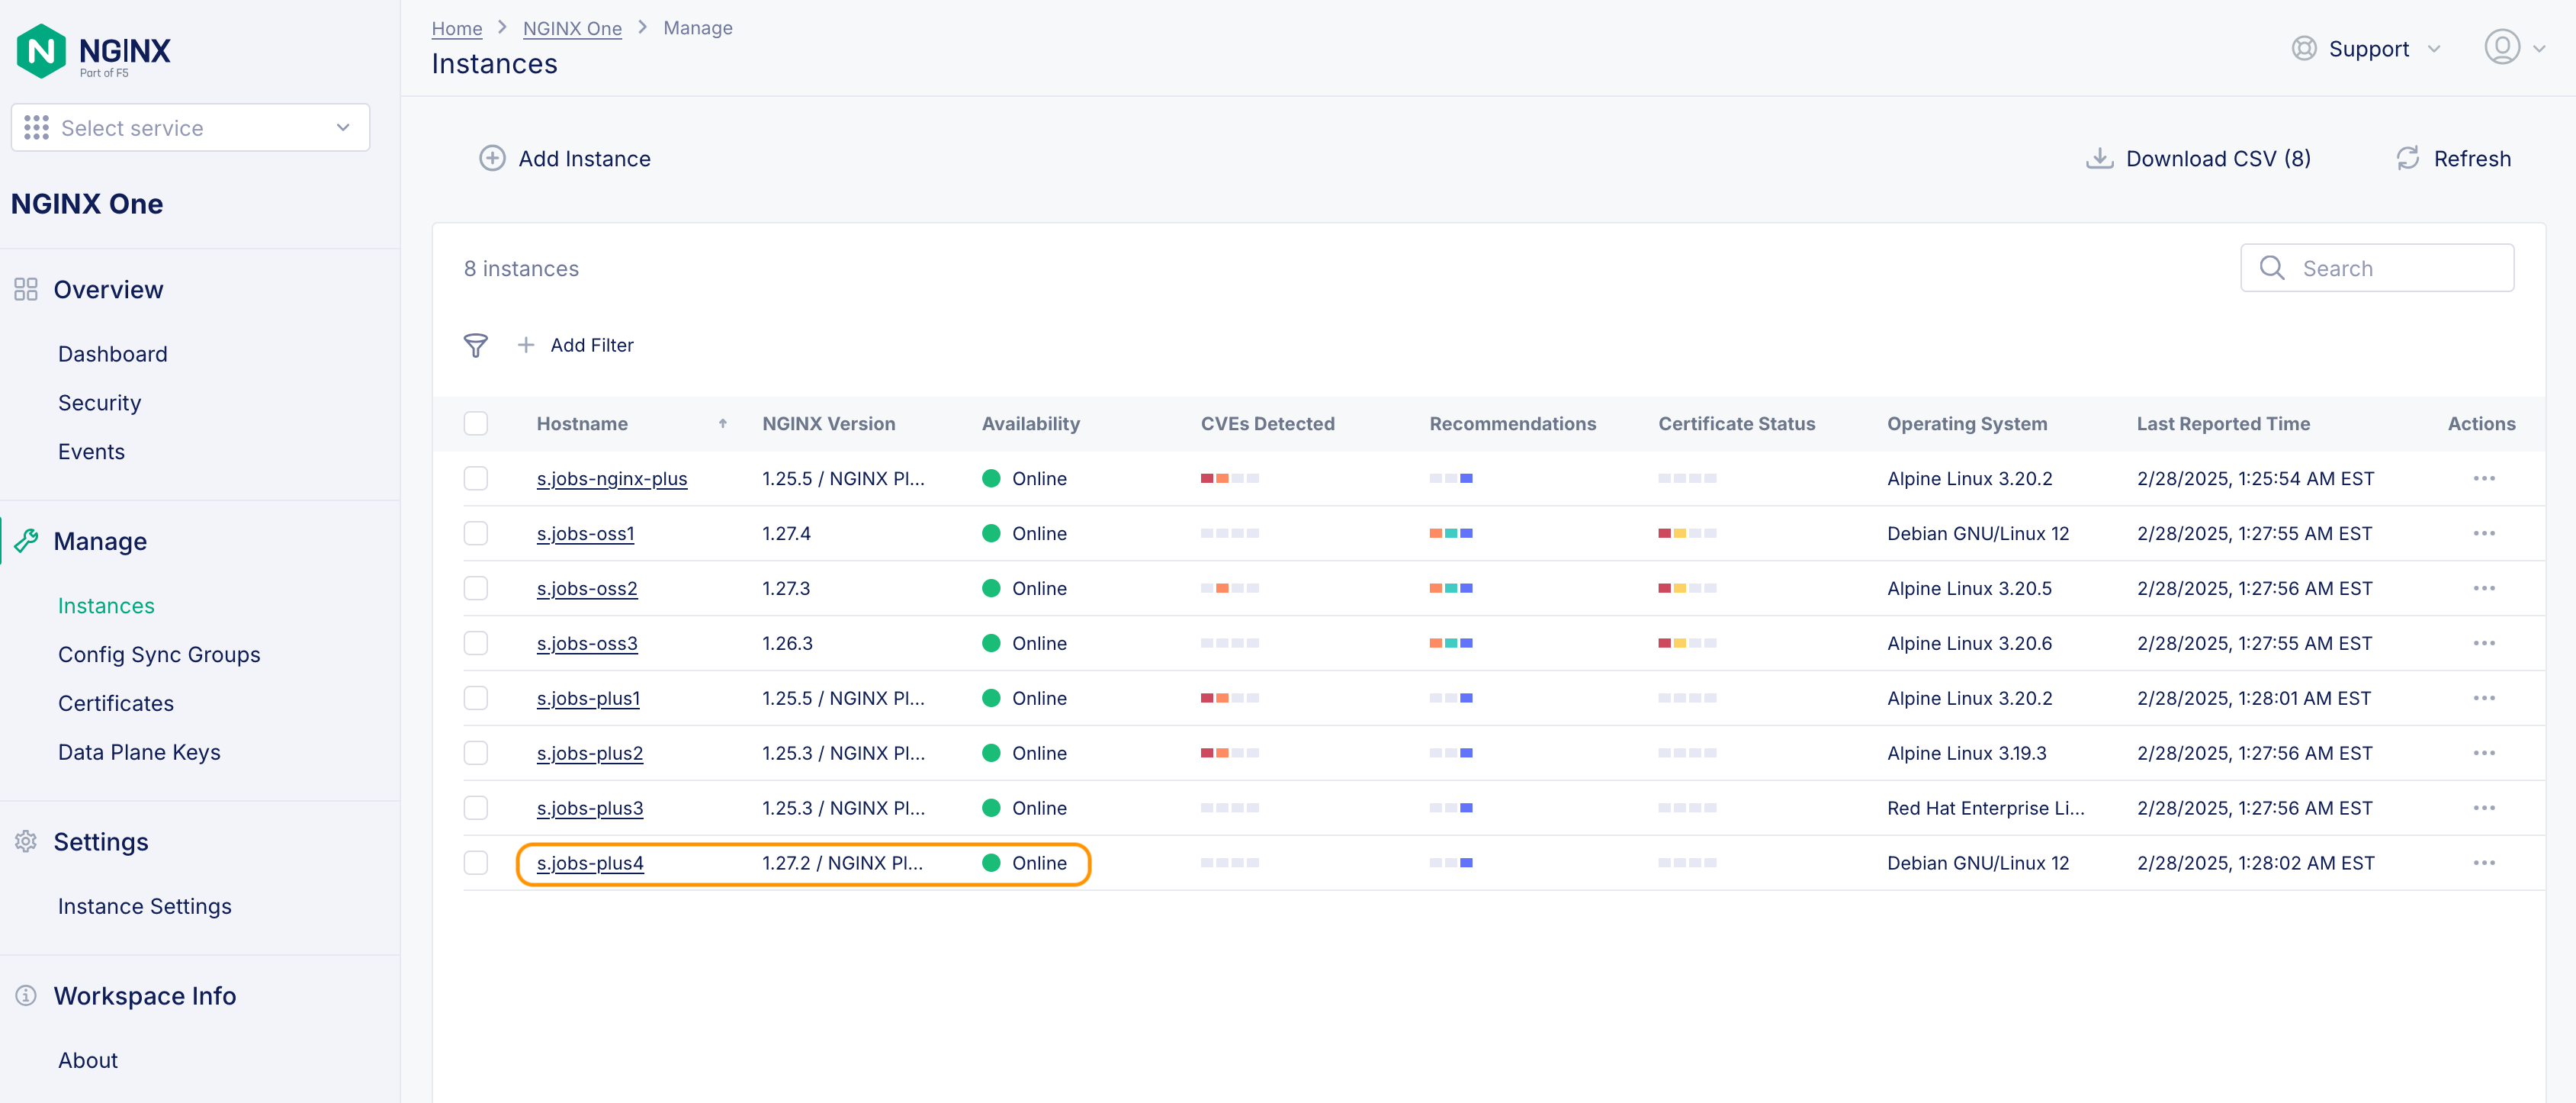 NGINX
Part of F5
Select service
NGINX One
Overview
Dashboard
Security
Events
Manage
Instances
Config Sync Groups
Certificates
Data Plane Keys
Settings
Instance Settings
Workspace Info
About
Home > NGINX One > Manage
Instances
Support
Add Instance
Download CSV (8)
Refresh
8 instances
Search
Add Filter
Hostname NGINX Version Availability CVEs Detected Recommendations Certificate Status Operating System Last Reported Time Actions
s.jobs-nginx-plus 1.25.5 / NGINX Pl... Online Alpine Linux 3.20.2 2/28/2025, 1:25:54 AM EST ...
s.jobs-oss1 1.27.4 Online Debian GNU/Linux 12 2/28/2025, 1:27:55 AM EST ...
s.jobs-oss2 1.27.3 Online Alpine Linux 3.20.5 2/28/2025, 1:27:56 AM EST ...
s.jobs-oss3 1.26.3 Online Alpine Linux 3.20.6 2/28/2025, 1:27:55 AM EST ...
s.jobs-plus1 1.25.5 / NGINX Pl... Online Alpine Linux 3.20.2 2/28/2025, 1:28:01 AM EST ...
s.jobs-plus2 1.25.3 / NGINX Pl... Online Alpine Linux 3.19.3 2/28/2025, 1:27:56 AM EST ...
s.jobs-plus3 1.25.3 / NGINX Pl... Online Red Hat Enterprise Li... 2/28/2025, 1:27:56 AM EST ...
s.jobs-plus4 1.27.2 / NGINX Pl... Online Debian GNU/Linux 12 2/28/2025, 1:28:02 AM EST ...